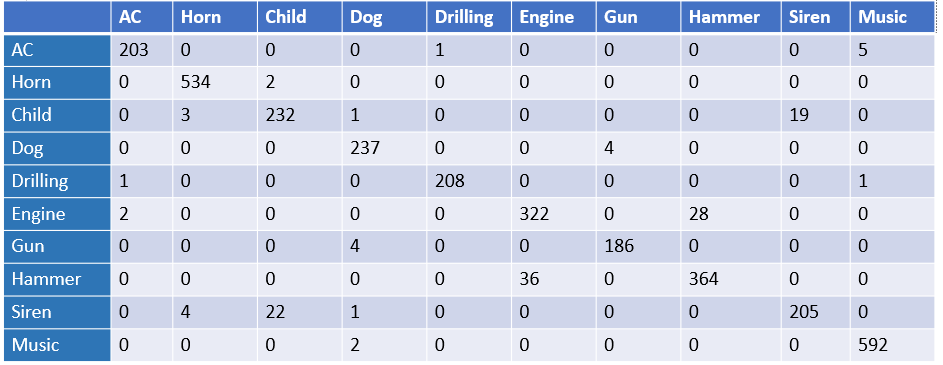 AC Horn Child Dog Drilling Engine Gun Hammer Siren Music
AC 203 0 0 0 1 0 0 0 0 5
Horn 0 534 2 0 0 0 0 0 0 0
Child 0 3 232 1 0 0 0 0 19 0
Dog 0 0 0 237 0 0 4 0 0 0
Drilling 1 0 0 0 208 0 0 0 0 1
Engine 2 0 0 0 0 322 0 28 0 0
Gun 0 0 0 4 0 0 186 0 0 0
Hammer 0 0 0 0 0 36 0 364 0 0
Siren 0 4 22 1 0 0 0 0 205 0
Music 0 0 0 2 0 0 0 0 0 592